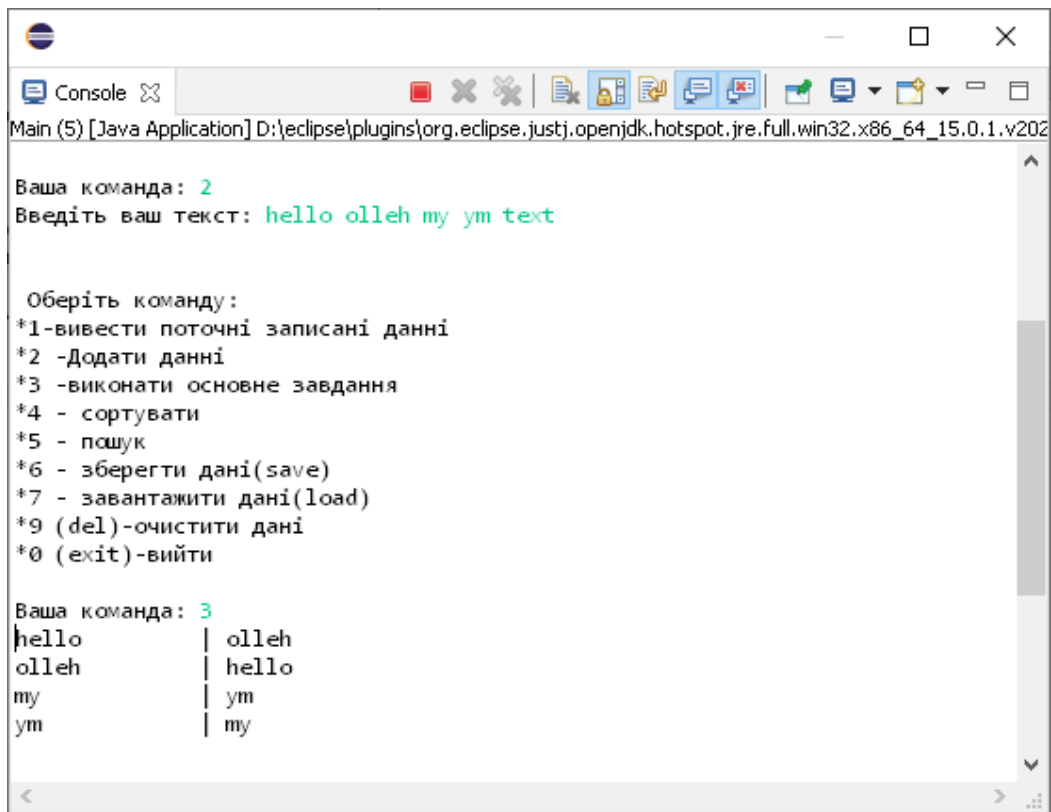 Console
Main (5) [Java Application] D:\eclipse\plugins\org.eclipse.justj.openjdk.hotspot.jre.full.win32.x86_64_15.0.1.v202
Ваша команда: 2
Введіть ваш текст: hello olleh my ym text
Оберіть команду:
*1-вивести поточні записані данні
*2 -Додати данні
*3 -виконати основне завдання
*4 - сортувати
*5 - пошук
*6 - зберегти дані(save)
*7 - завантажити дані(load)
*9 (del)-очистити дані
*0 (exit)-вийти
Ваша команда: 3
hello | olleh
olleh | hello
my | ym
ym | my